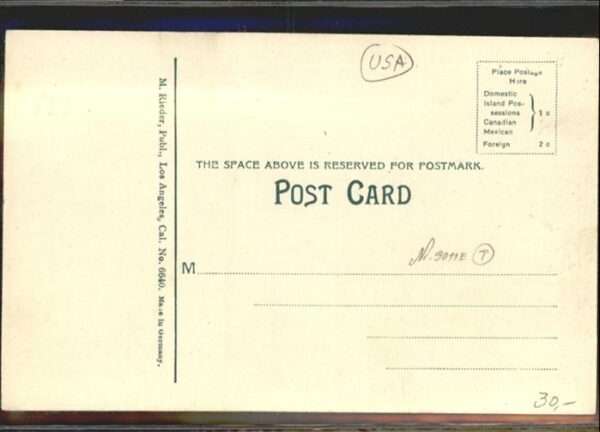 USA
Place Postage
Here
Domestic
Island Pos-
sessions
Canadian
Mexican
1 c
Foreign 2 c
THE SPACE ABOVE IS RESERVED FOR POSTMARK.
POST CARD
M. Rieder, Publ., Los Angeles, Cal. No. 6640. Made in Germany.
T
M
30,-